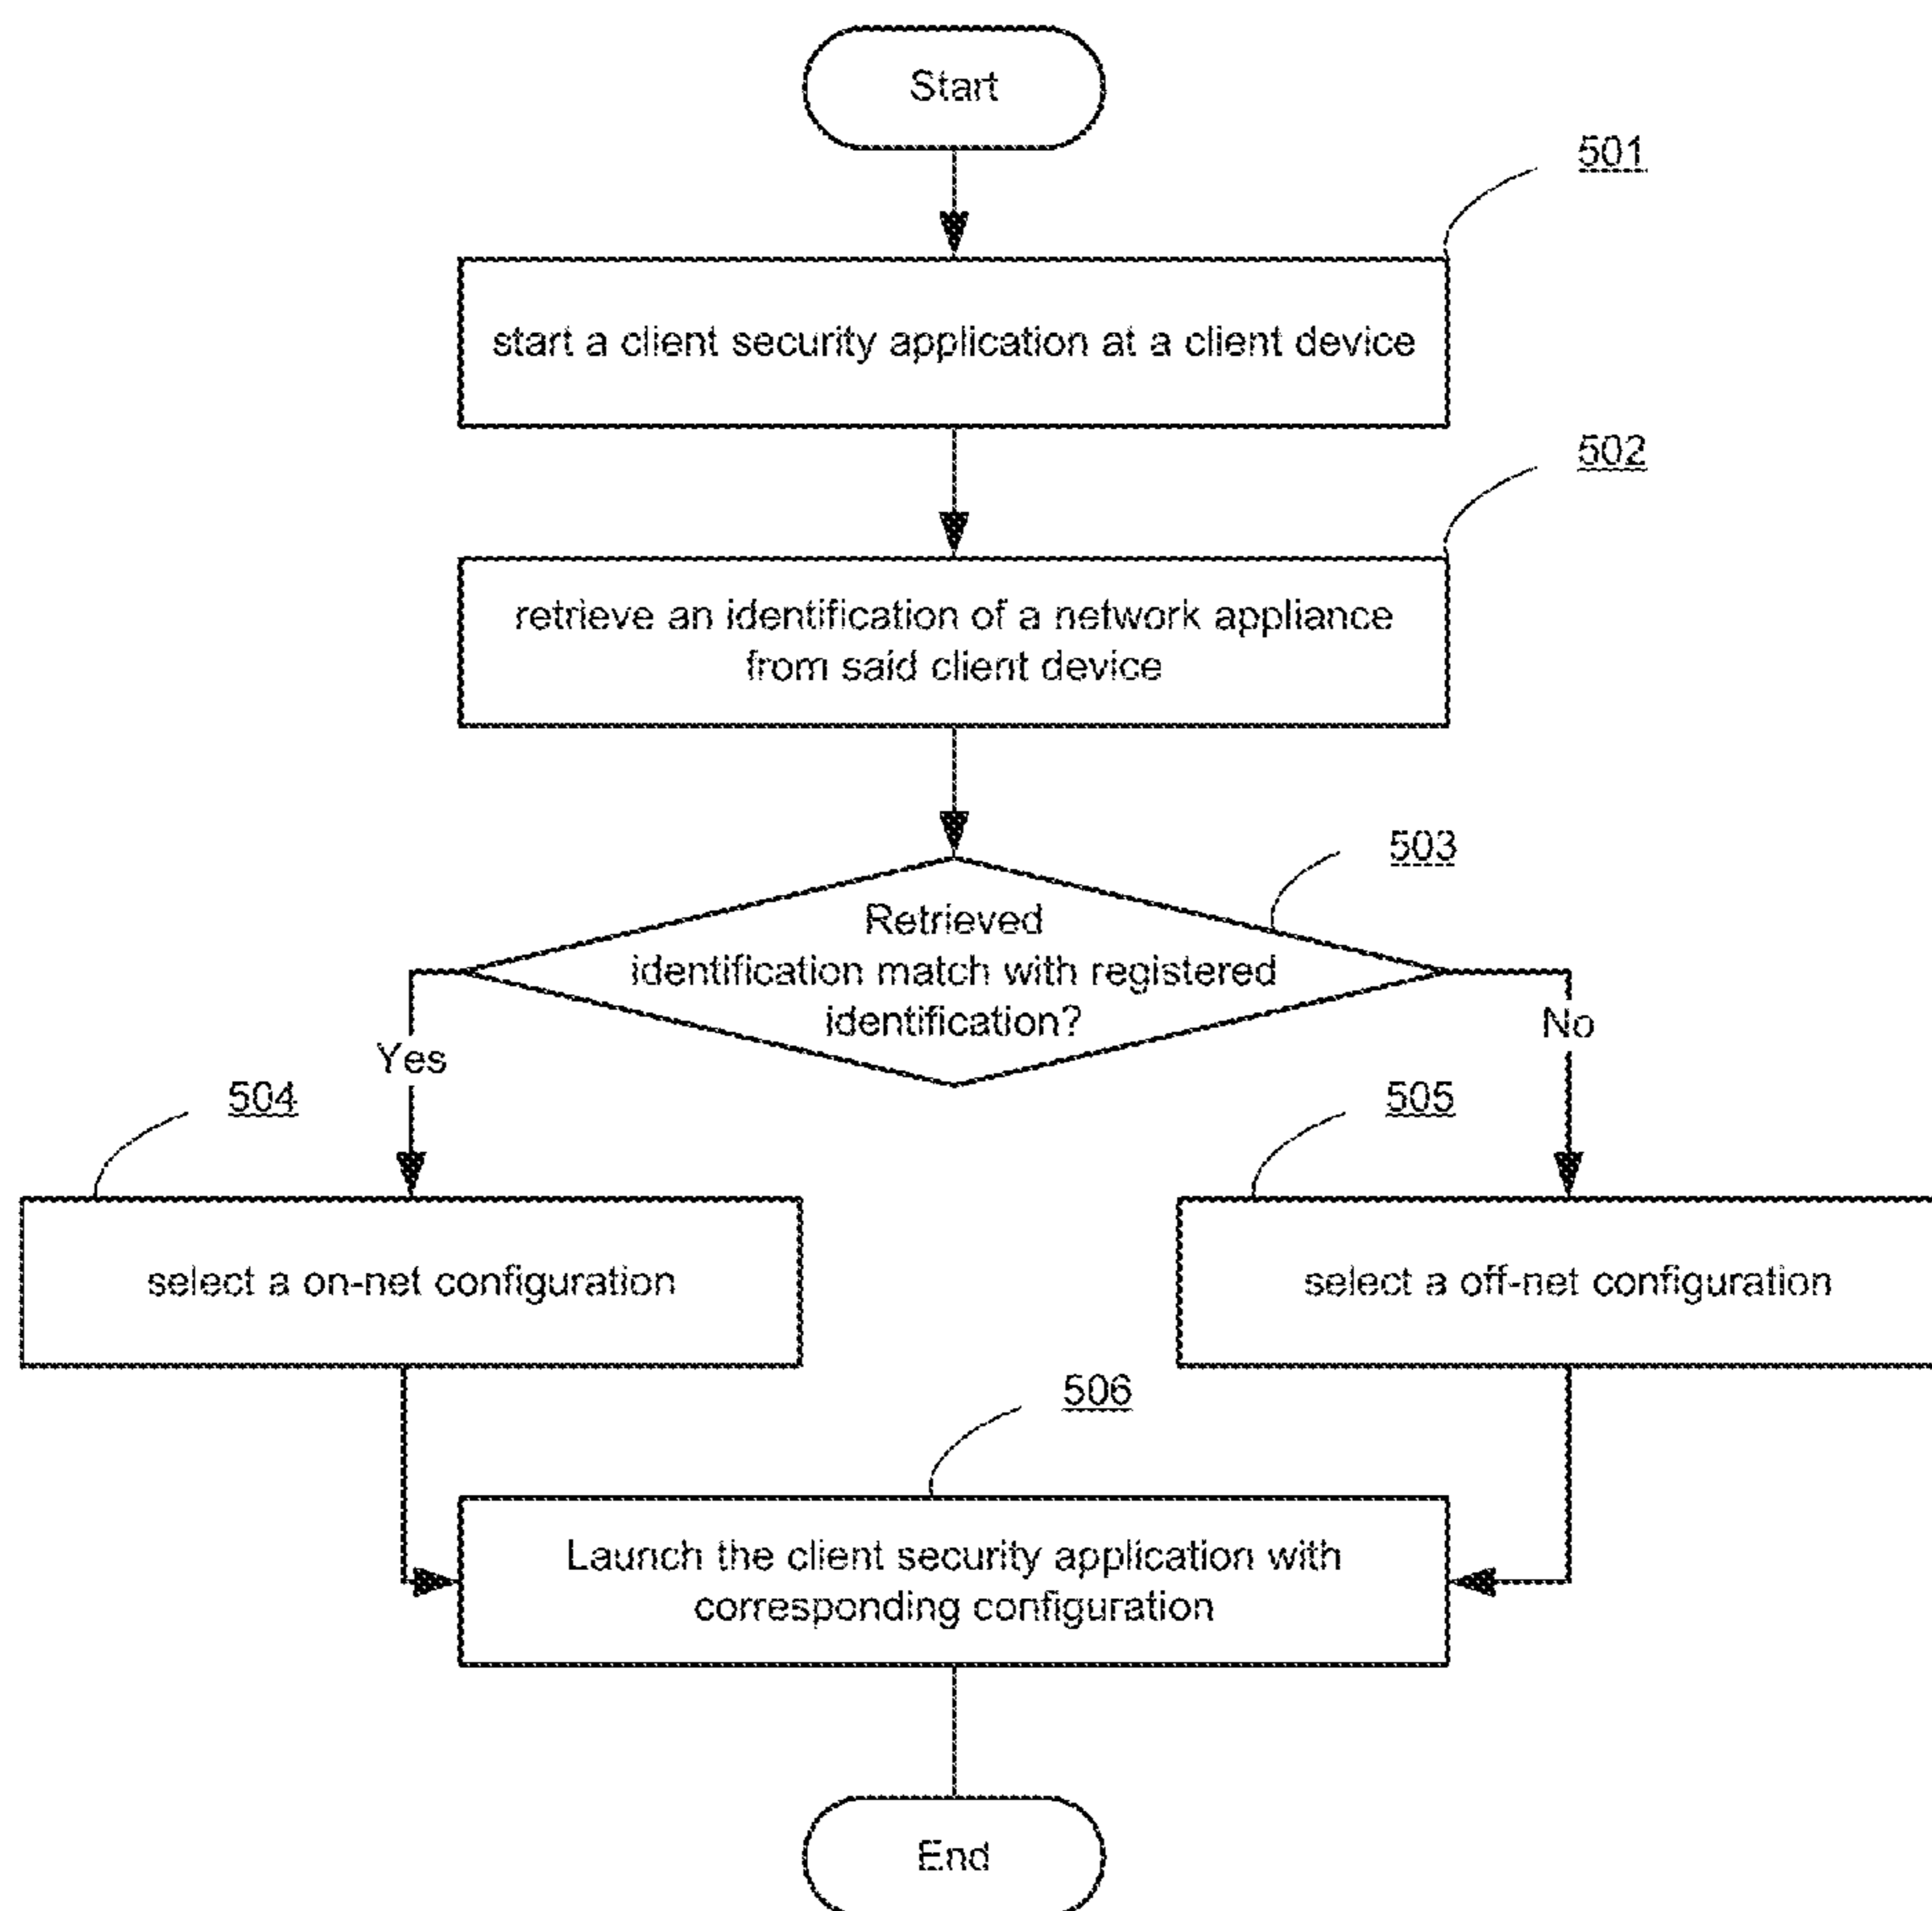 Start
501
start a client security application at a client device
502
retrieve an identification of a network appliance
from said client device
503
Retrieved
identification match with registered
identification?
Yes
No
504
505
select a on-net configuration
select a off-net configuration
506
Launch the client security application with
corresponding configuration
End